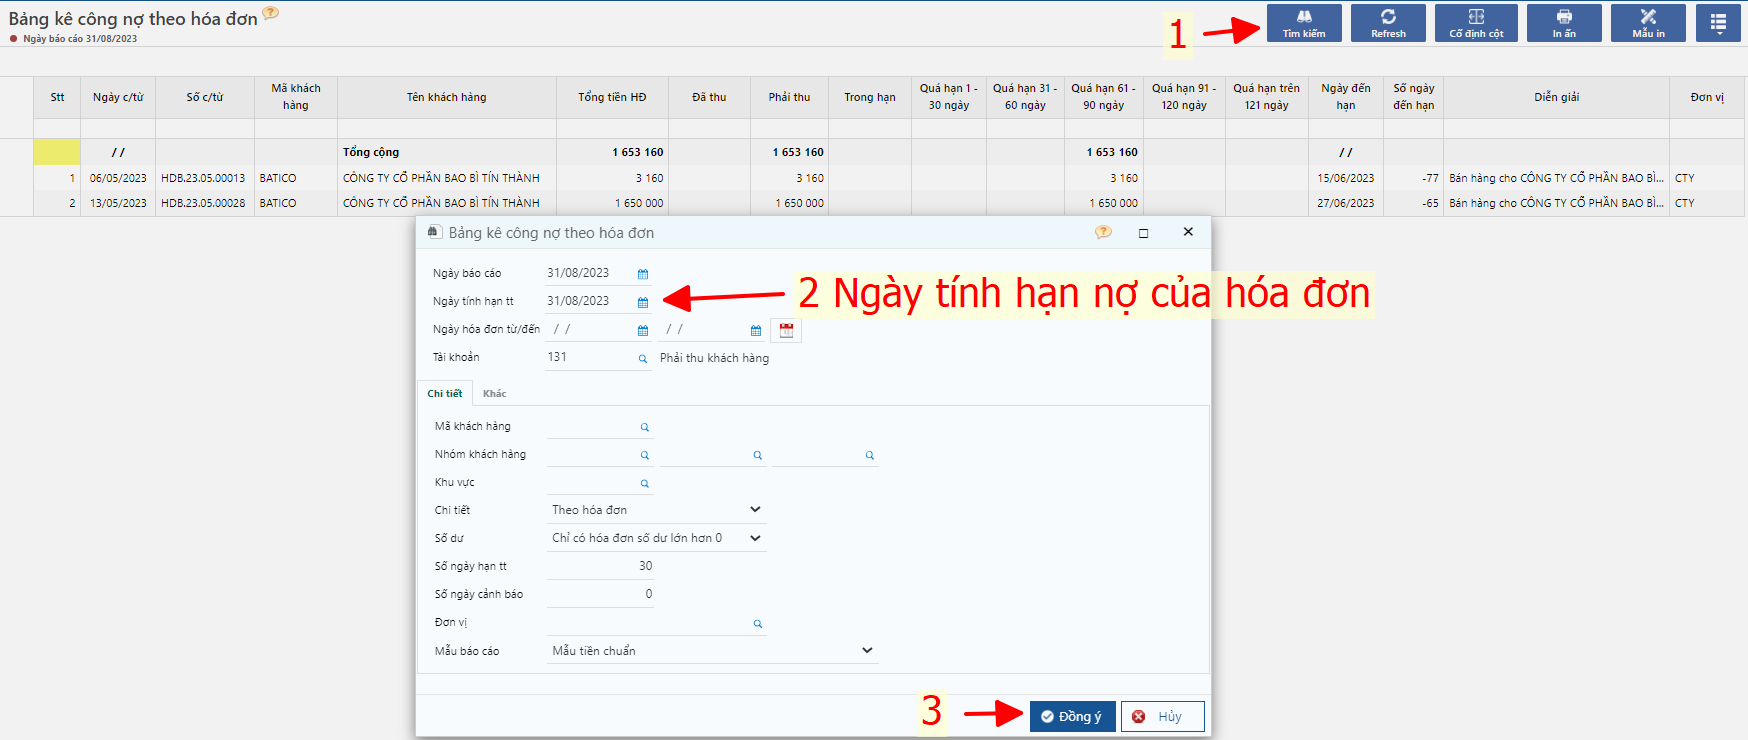 Bảng kê công nợ theo hóa đơn ?
Ngày báo cáo 31/08/2023
1
Tìm kiếm Refresh Cố định cột In ấn Mẫu in
Stt Ngày c/từ Số c/từ Mã khách hàng Tên khách hàng Tổng tiền HĐ Đã thu Phải thu Trong hạn Quá hạn 1 - 30 ngày Quá hạn 31 - 60 ngày Quá hạn 61 - 90 ngày Quá hạn 91 - 120 ngày Quá hạn trên 121 ngày Ngày đến hạn Số ngày đến hạn Diễn giải Đơn vị
/ / Tổng cộng 1 653 160 1 653 160 1 653 160 / /
1 06/05/2023 HDB.23.05.00013 BATICO CÔNG TY CỔ PHẦN BAO BÌ TÍN THÀNH 3 160 3 160 3 160 15/06/2023 -77 Bán hàng cho CÔNG TY CỔ PHẦN BAO BÌ... CTY
2 13/05/2023 HDB.23.05.00028 BATICO CÔNG TY CỔ PHẦN BAO BÌ TÍN THÀNH 1 650 000 1 650 000 1 650 000 27/06/2023 -65 Bán hàng cho CÔNG TY CỔ PHẦN BAO BÌ... CTY
Bảng kê công nợ theo hóa đơn ?
Ngày báo cáo 31/08/2023
Ngày tính hạn tt 31/08/2023
2 Ngày tính hạn nợ của hóa đơn
Ngày hóa đơn từ/đến / / / /
Tài khoản 131 Phải thu khách hàng
Chi tiết Khác
Mã khách hàng
Nhóm khách hàng
Khu vực
Chi tiết Theo hóa đơn
Số dư Chỉ có hóa đơn số dư lớn hơn 0
Số ngày hạn tt 30
Số ngày cảnh báo 0
Đơn vị
Mẫu báo cáo Mẫu tiền chuẩn
3 Đồng ý Hủy